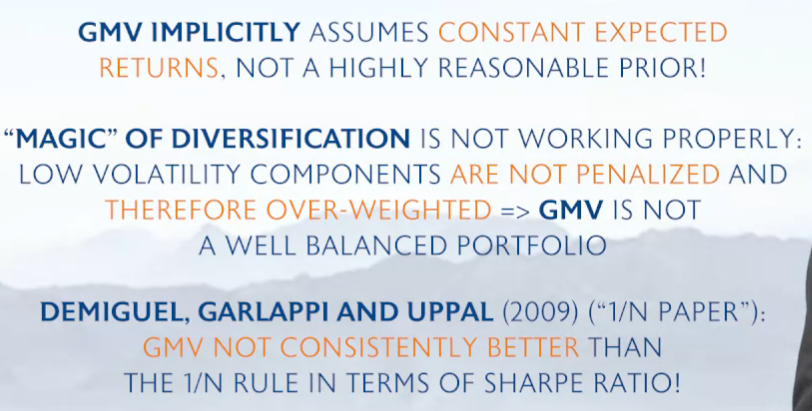 GMV IMPLICITLY ASSUMES CONSTANT EXPECTED
RETURNS, NOT A HIGHLY REASONABLE PRIOR!
“MAGIC” OF DIVERSIFICATION IS NOT WORKING PROPERLY:
LOW VOLATILITY COMPONENTS ARE NOT PENALIZED AND
THEREFORE OVER-WEIGHTED => GMV IS NOT
A WELL BALANCED PORTFOLIO
DEMIGUEL, GARLAPPI AND UPPAL (2009) (“1/N PAPER”):
GMV NOT CONSISTENTLY BETTER THAN
THE 1/N RULE IN TERMS OF SHARPE RATIO!